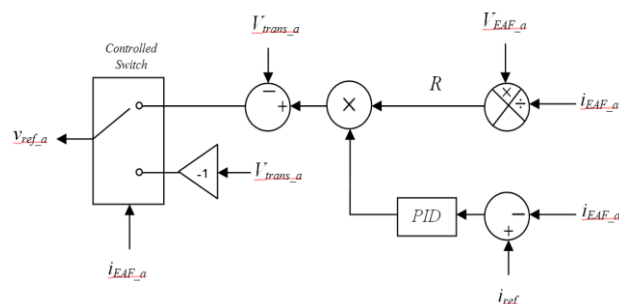 V_trans_a
V_EAF_a
Controlled
Switch
R
−
+
×
×
÷
i_EAF_a
v_ref_a
-1
V_trans_a
PID
−
+
i_EAF_a
i_EAF_a
i_ref